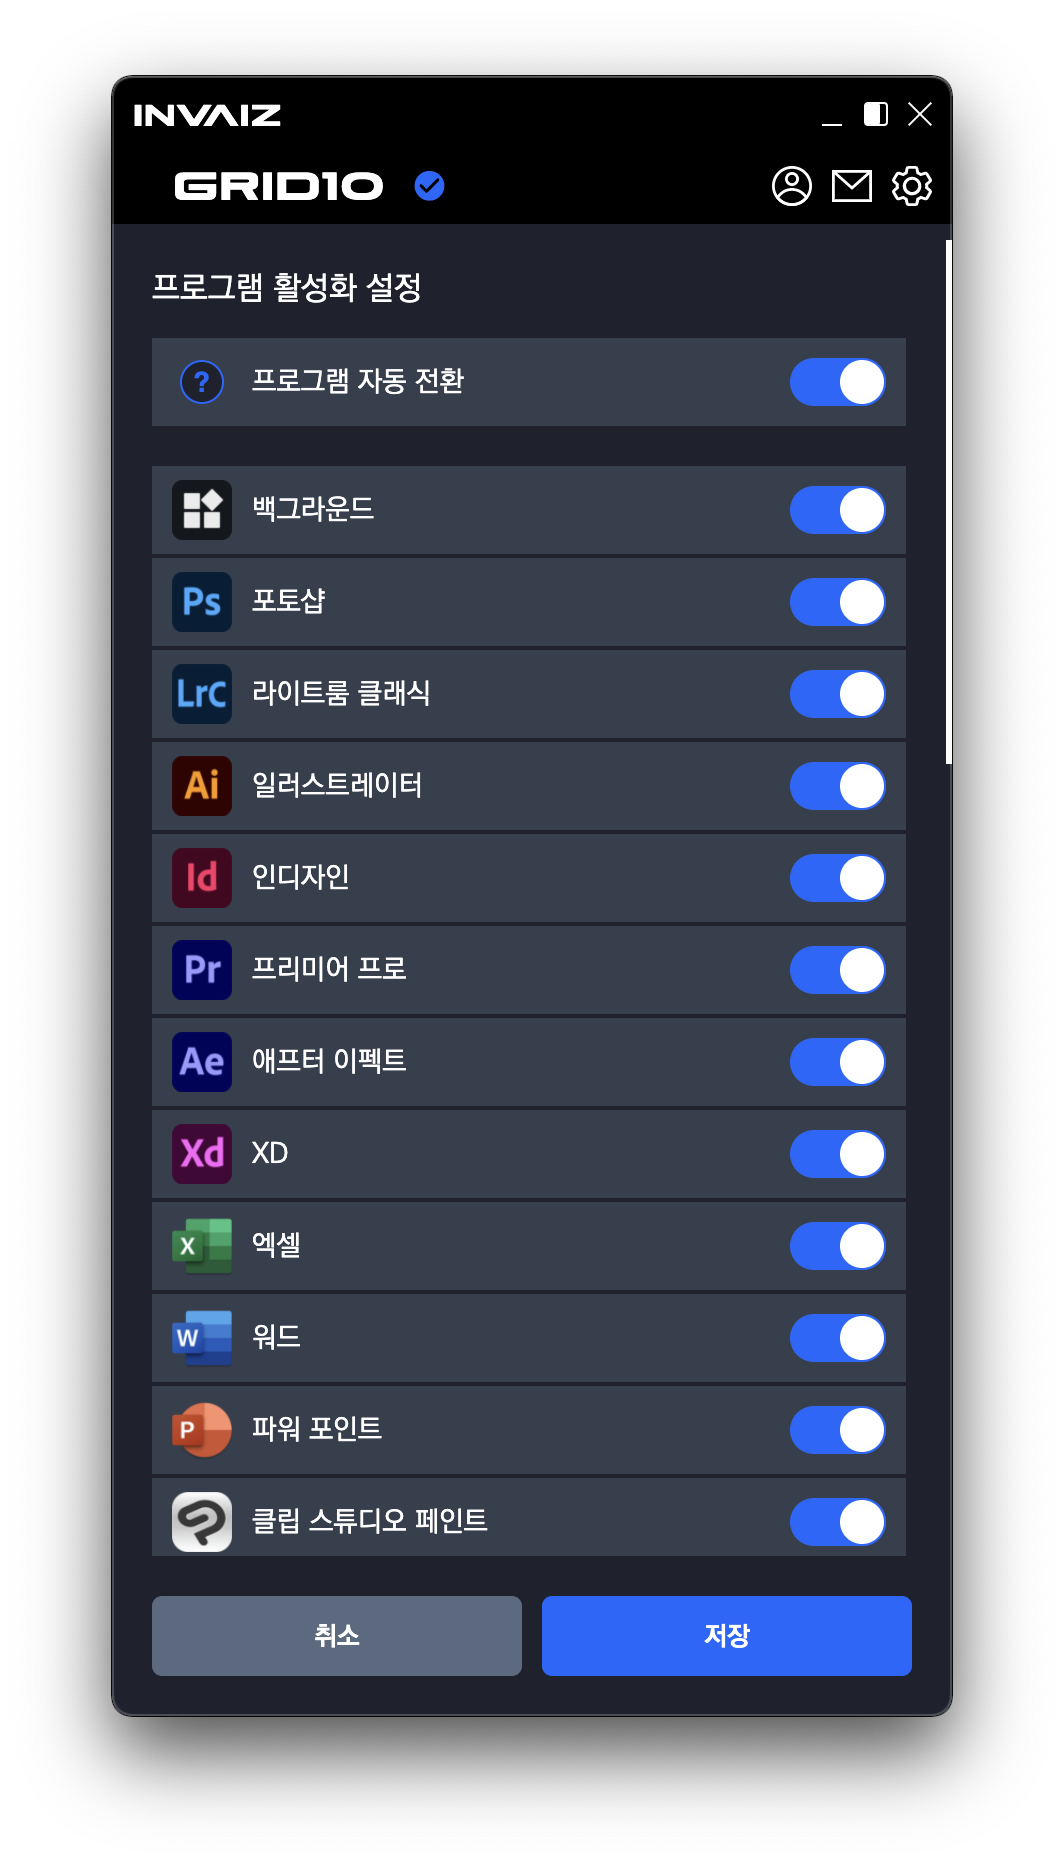 INVAIZ
GRID10
프로그램 활성화 설정
? 프로그램 자동 전환
백그라운드
Ps 포토샵
LrC 라이트룸 클래식
Ai 일러스트레이터
Id 인디자인
Pr 프리미어 프로
Ae 애프터 이펙트
Xd XD
X 엑셀
W 워드
P 파워 포인트
클립 스튜디오 페인트
취소 저장